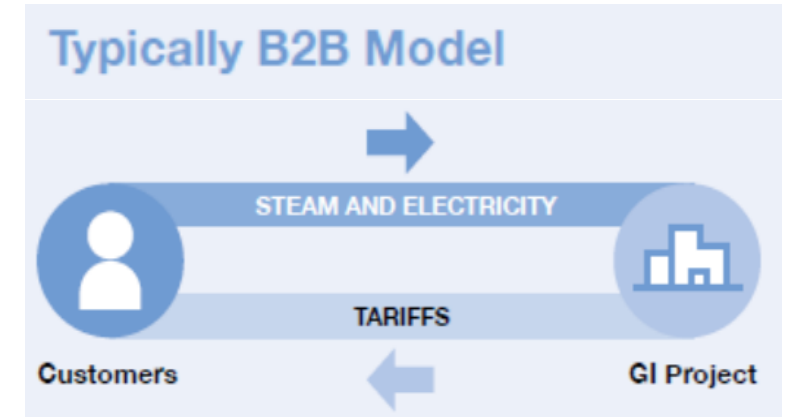 Typically B2B Model
STEAM AND ELECTRICITY
TARIFFS
Customers
GI Project